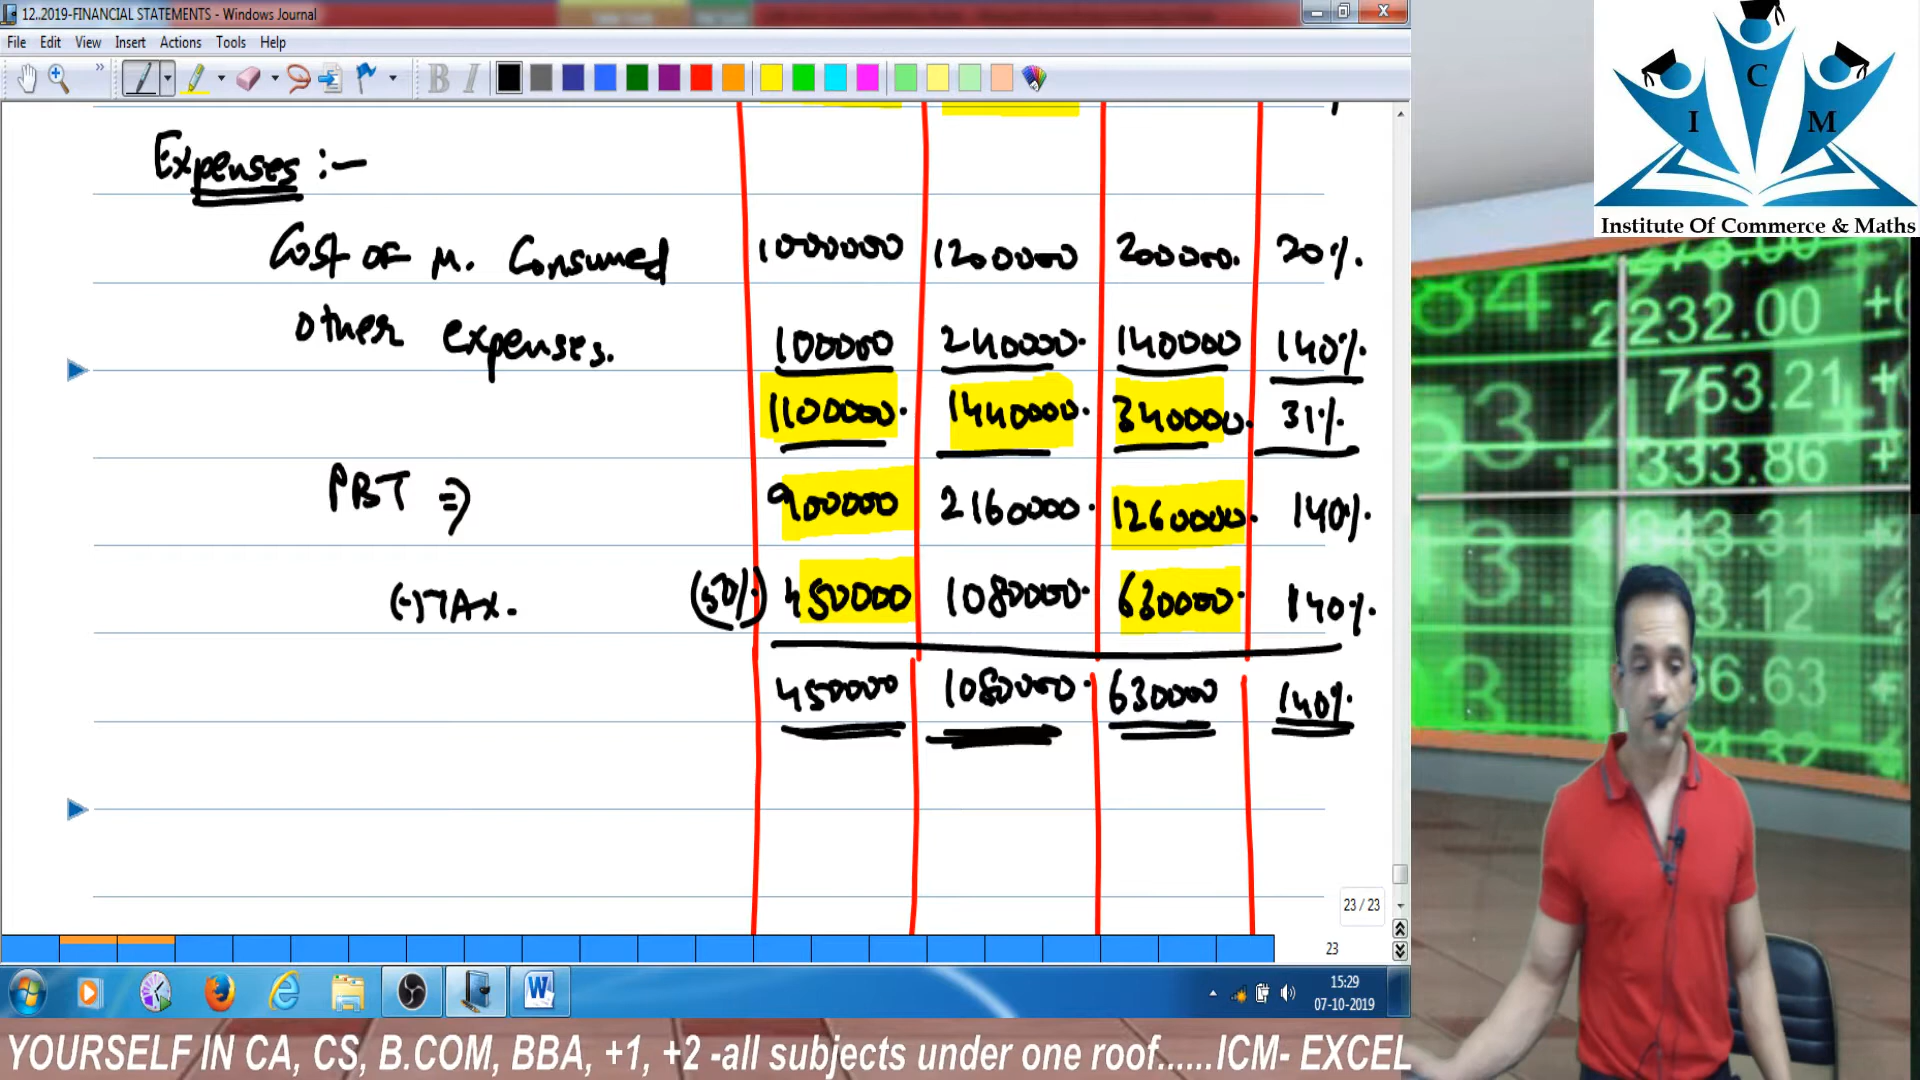 12..2019-FINANCIAL STATEMENTS - Windows Journal
File Edit View Insert Actions Tools Help
B I
Expenses :-
Cost of M. Consumed 1000000 1200000 200000. 20%.
other expenses. 100000 240000. 140000 140%
1100000. 1440000. 340000. 31%
PBT ⇒ 900000 2160000. 1260000. 140%.
(-)TAX. (50%) 450000 1080000. 630000. 140%.
450000 1080000. 630000 140%.
23 / 23
23
15:29
07-10-2019
I C M
Institute Of Commerce & Maths
2232.00
753.21
333.86
YOURSELF IN CA, CS, B.COM, BBA, +1, +2 -all subjects under one roof......ICM- EXCEL